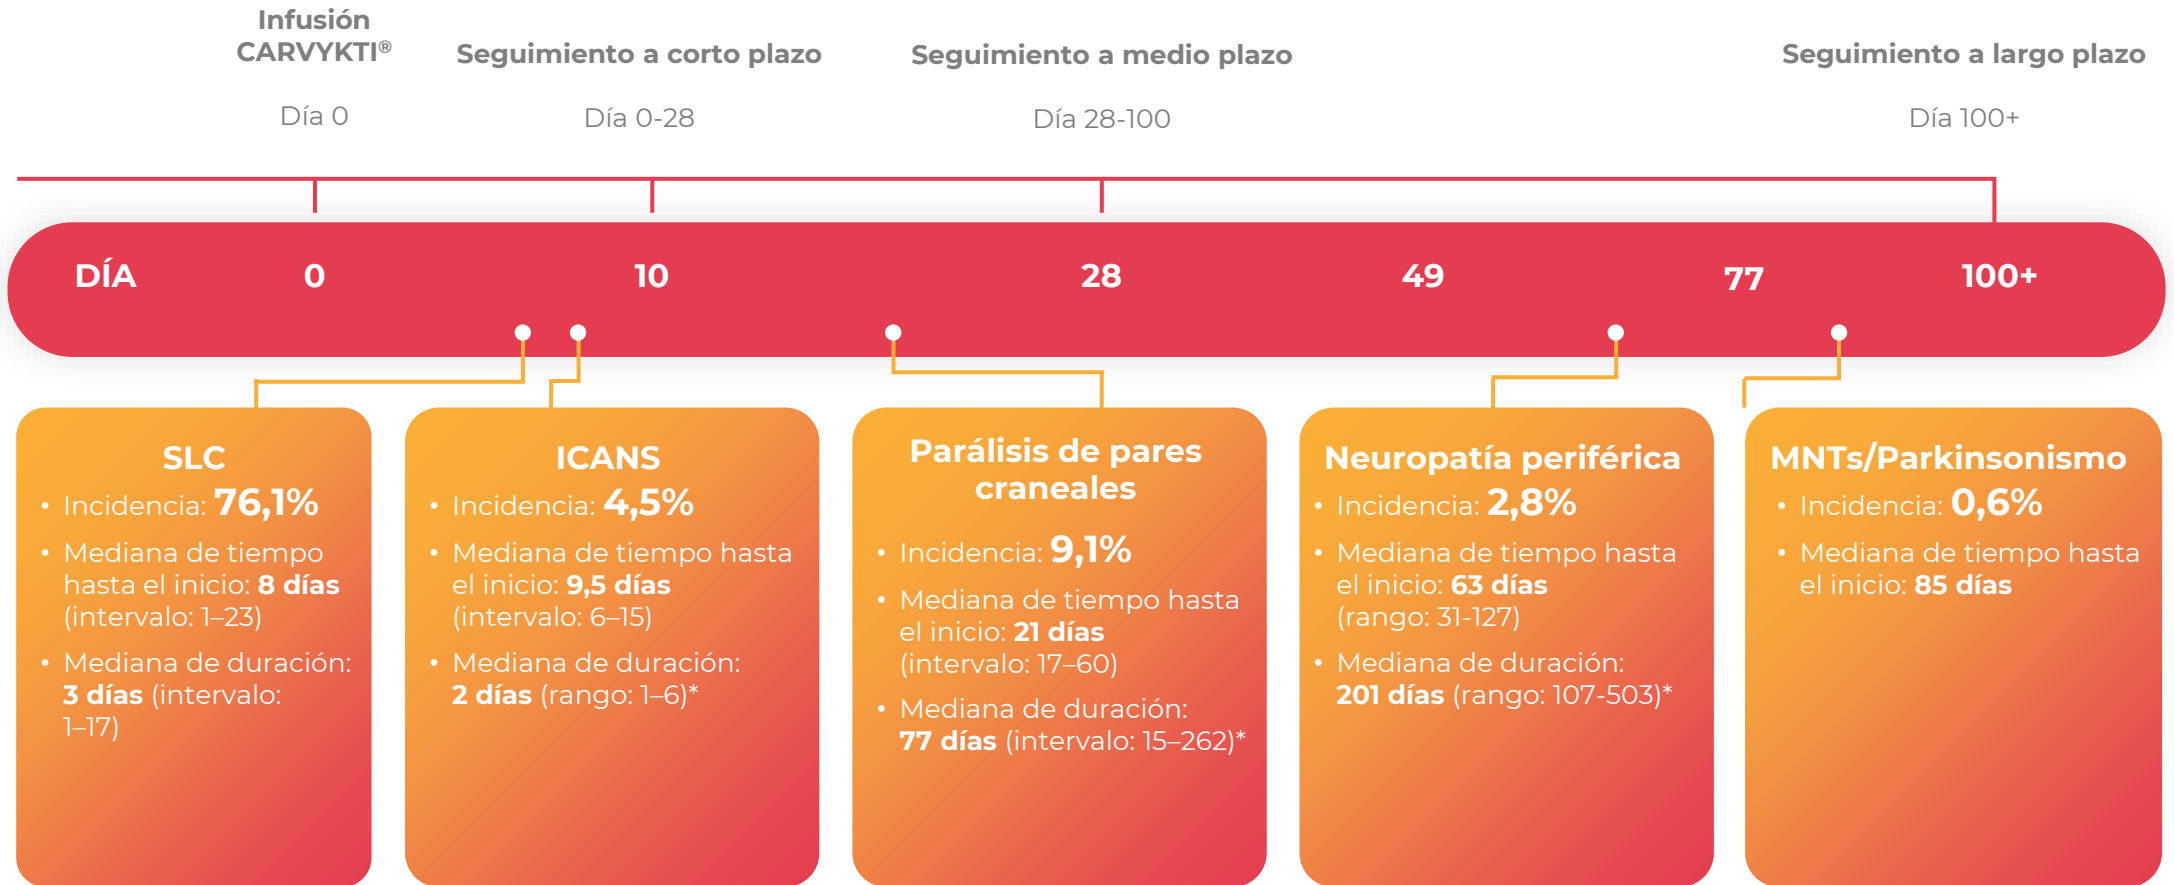 Infusión
CARVYKTI®
Día 0
Seguimiento a corto plazo
Día 0-28
Seguimiento a medio plazo
Día 28-100
Seguimiento a largo plazo
Día 100+
DÍA 0 10 28 49 77 100+
SLC
• Incidencia: 76,1%
• Mediana de tiempo
hasta el inicio: 8 días
(intervalo: 1–23)
• Mediana de duración:
3 días (intervalo:
1–17)
ICANS
• Incidencia: 4,5%
• Mediana de tiempo hasta
el inicio: 9,5 días
(intervalo: 6–15)
• Mediana de duración:
2 días (rango: 1–6)*
Parálisis de pares
craneales
• Incidencia: 9,1%
• Mediana de tiempo hasta
el inicio: 21 días
(intervalo: 17–60)
• Mediana de duración:
77 días (intervalo: 15–262)*
Neuropatía periférica
• Incidencia: 2,8%
• Mediana de tiempo hasta
el inicio: 63 días
(rango: 31-127)
• Mediana de duración:
201 días (rango: 107-503)*
MNTs/Parkinsonismo
• Incidencia: 0,6%
• Mediana de tiempo hasta
el inicio: 85 días